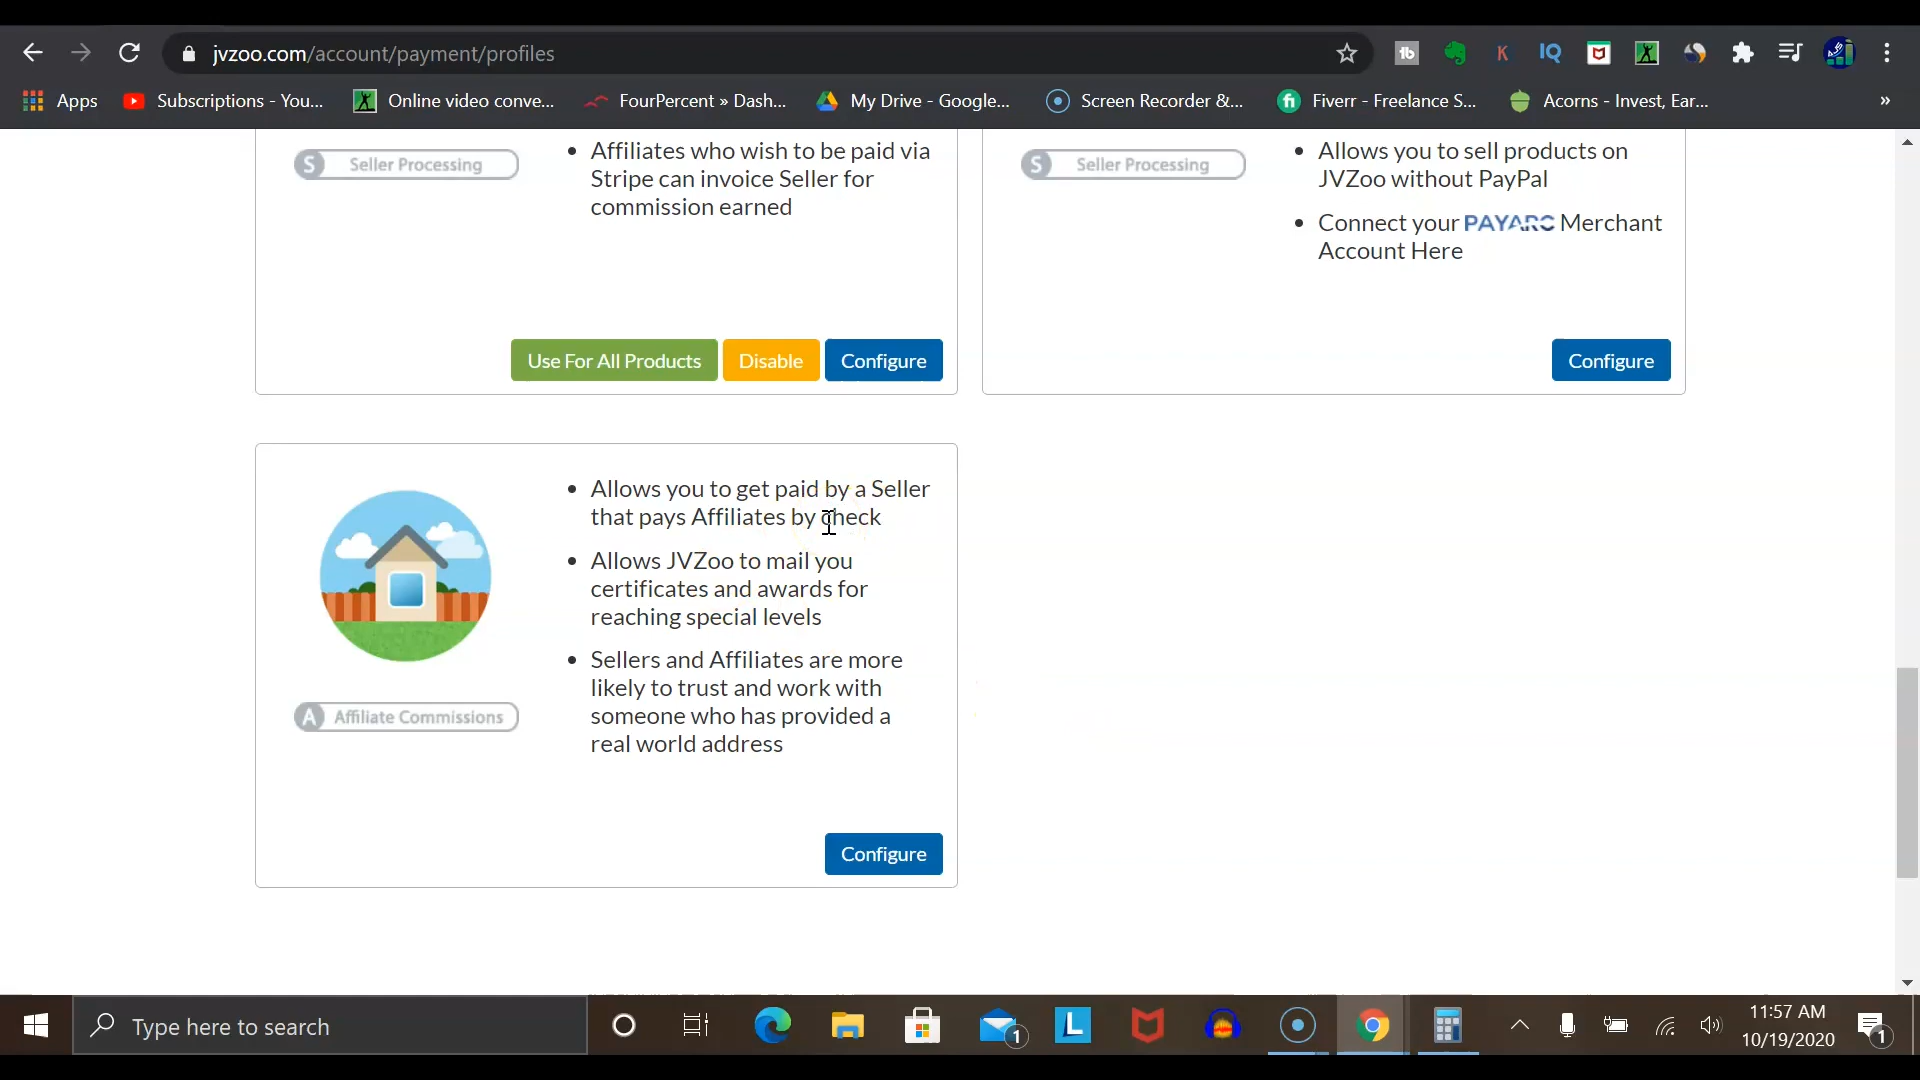 jvzoo.com/account/payment/profiles
tb K IQ
Apps Subscriptions - You... Online video conve... FourPercent » Dash... My Drive - Google... Screen Recorder &... Fiverr - Freelance S... Acorns - Invest, Ear... »
S Seller Processing
• Affiliates who wish to be paid via
Stripe can invoice Seller for
commission earned
Use For All Products Disable Configure
S Seller Processing
• Allows you to sell products on
JVZoo without PayPal
• Connect your PAYARC Merchant
Account Here
Configure
A Affiliate Commissions
• Allows you to get paid by a Seller
that pays Affiliates by check
• Allows JVZoo to mail you
certificates and awards for
reaching special levels
• Sellers and Affiliates are more
likely to trust and work with
someone who has provided a
real world address
Configure
Type here to search
1
L
11:57 AM
10/19/2020
1